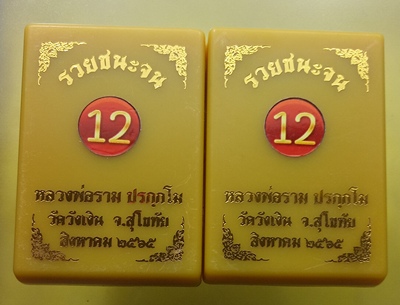 รวยชนะจน
12
หลวงพ่อราม ปรกฺกโม
วัดวังเงิน จ.สุโขทัย
สิงหาคม ๒๕๖๕
รวยชนะจน
12
หลวงพ่อราม ปรกฺกโม
วัดวังเงิน จ.สุโขทัย
สิงหาคม ๒๕๖๕